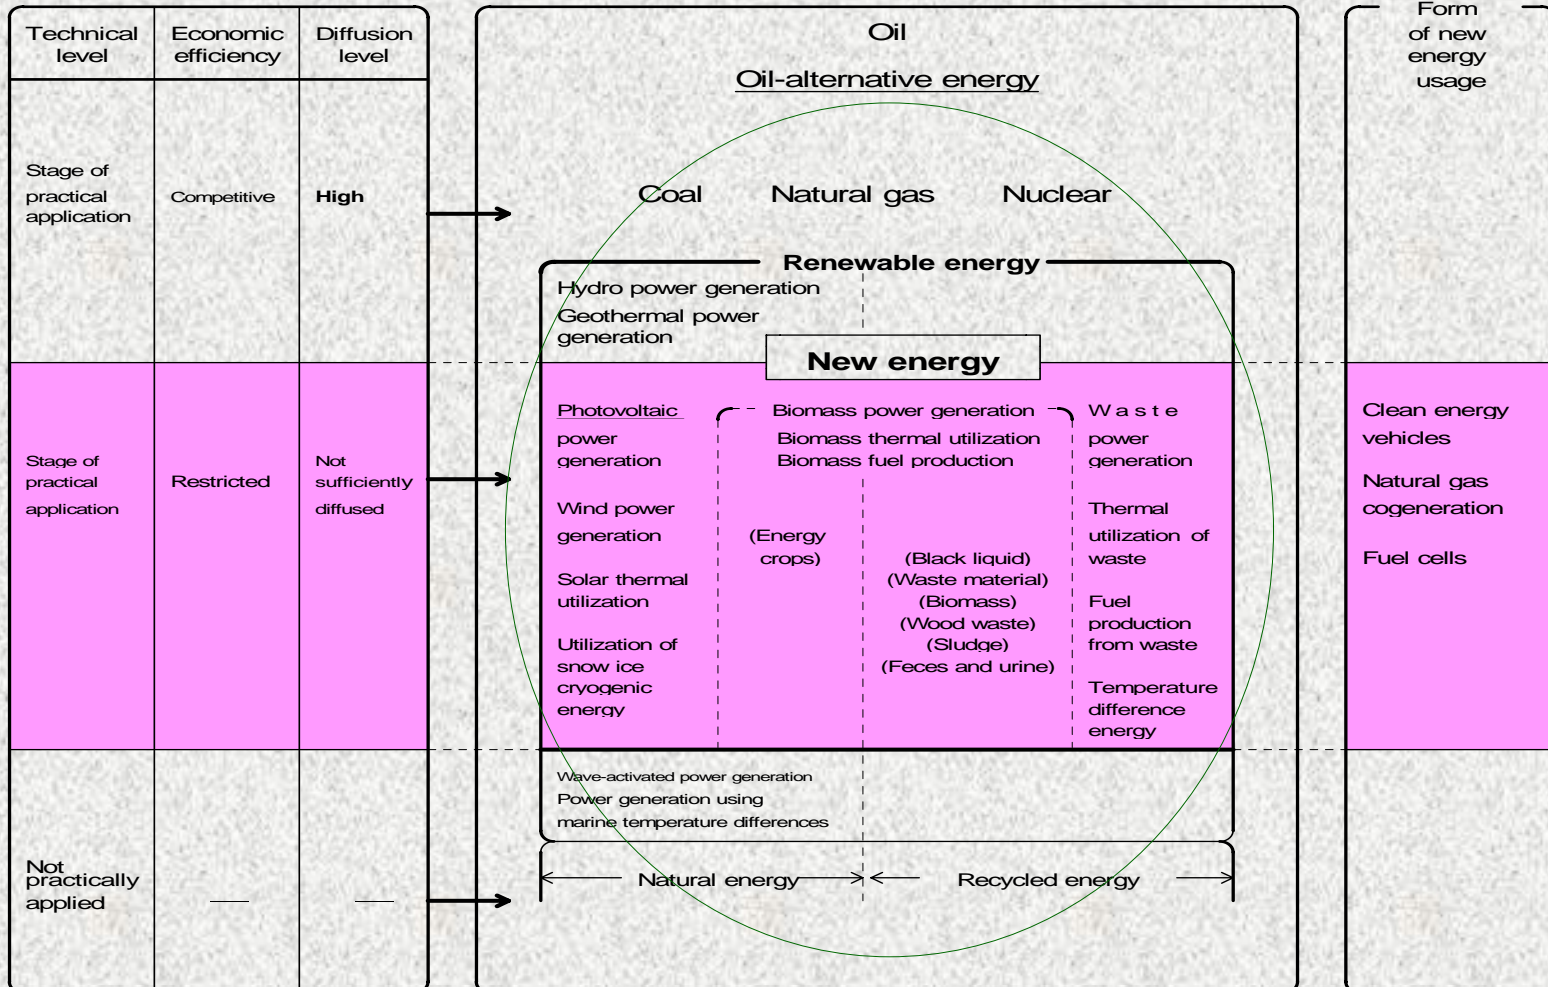 Technical
level
Economic
efficiency
Diffusion
level
Stage of
practical
application
Competitive
High
Stage of
practical
application
Restricted
Not
sufficiently
diffused
Not
practically
applied
—
—
Oil
Oil-alternative energy
Coal Natural gas Nuclear
Renewable energy
Hydro power generation
Geothermal power
generation
New energy
Photovoltaic
power
generation
Wind power
generation
Solar thermal
utilization
Utilization of
snow ice
cryogenic
energy
Biomass power generation
Biomass thermal utilization
Biomass fuel production
(Energy
crops)
(Black liquid)
(Waste material)
(Biomass)
(Wood waste)
(Sludge)
(Feces and urine)
Waste
power
generation
Thermal
utilization of
waste
Fuel
production
from waste
Temperature
difference
energy
Wave-activated power generation
Power generation using
marine temperature differences
Natural energy
Recycled energy
Form
of new
energy
usage
Clean energy
vehicles
Natural gas
cogeneration
Fuel cells